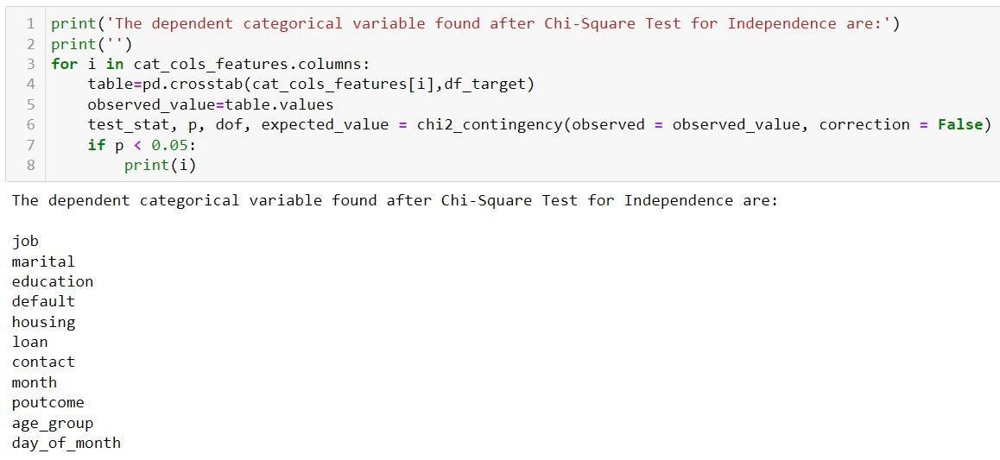 1 print('The dependent categorical variable found after Chi-Square Test for Independence are:')
2 print('')
3 for i in cat_cols_features.columns:
4     table=pd.crosstab(cat_cols_features[i],df_target)
5     observed_value=table.values
6     test_stat, p, dof, expected_value = chi2_contingency(observed = observed_value, correction = False)
7     if p < 0.05:
8         print(i)
The dependent categorical variable found after Chi-Square Test for Independence are:
job
marital
education
default
housing
loan
contact
month
poutcome
age_group
day_of_month